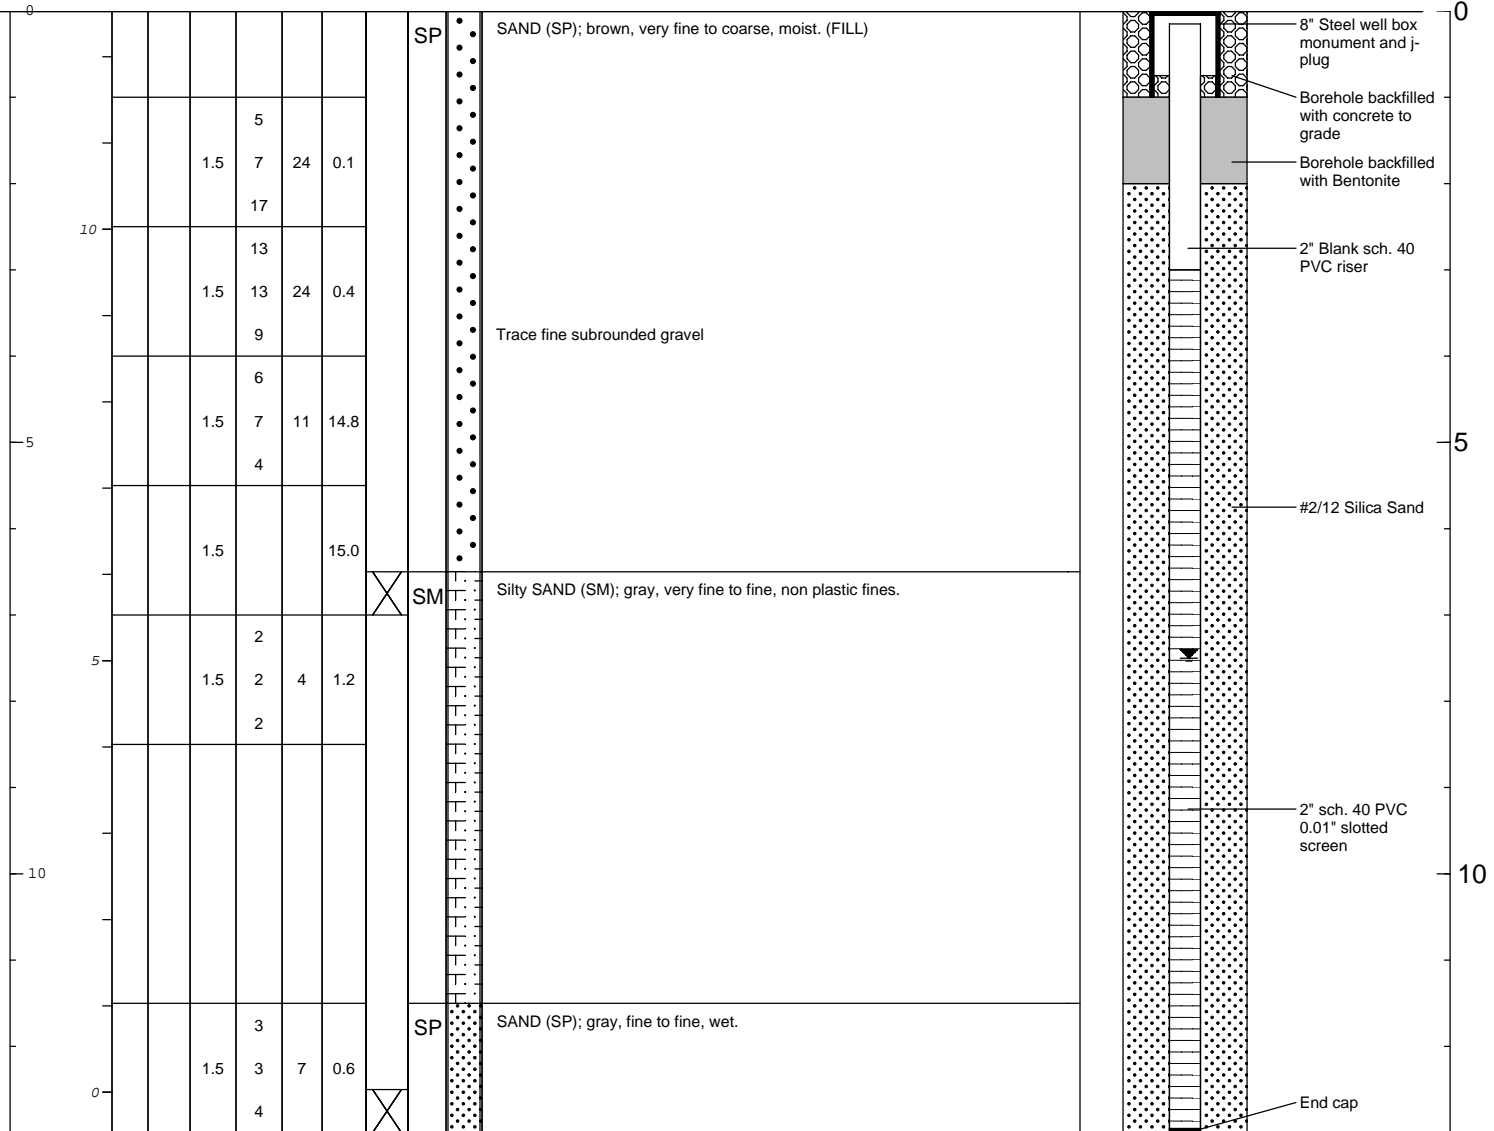 0
SP
SAND (SP); brown, very fine to coarse, moist. (FILL)
8" Steel well box
monument and j-
plug
0
Borehole backfilled
with concrete to
grade
5
1.5 7 24 0.1
17
Borehole backfilled
with Bentonite
10
13
1.5 13 24 0.4
9
2" Blank sch. 40
PVC riser
Trace fine subrounded gravel
6
1.5 7 11 14.8
4
5
5
#2/12 Silica Sand
1.5 15.0
SM
Silty SAND (SM); gray, very fine to fine, non plastic fines.
2
5
1.5 2 4 1.2
2
2" sch. 40 PVC
0.01" slotted
screen
10
10
SP
SAND (SP); gray, fine to fine, wet.
3
1.5 3 7 0.6
4
0
End cap